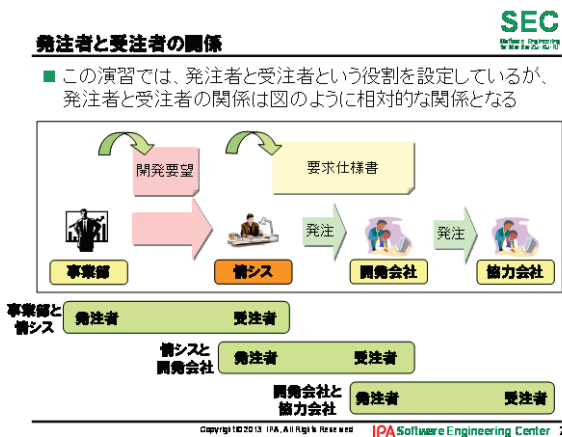 SEC
Software Engineering
発注者と受注者の関係
■ この演習では、発注者と受注者という役割を設定しているが、
発注者と受注者の関係は図のように相対的な関係となる
開発要望
要求仕様書
発注
発注
事業部
情シス
開発会社
協力会社
事業部と
情シス
発注者
受注者
情シスと
開発会社
発注者
受注者
開発会社と
協力会社
発注者
受注者
Copyright©2013 IPA, All Rights Reserved
IPA Software Engineering Center